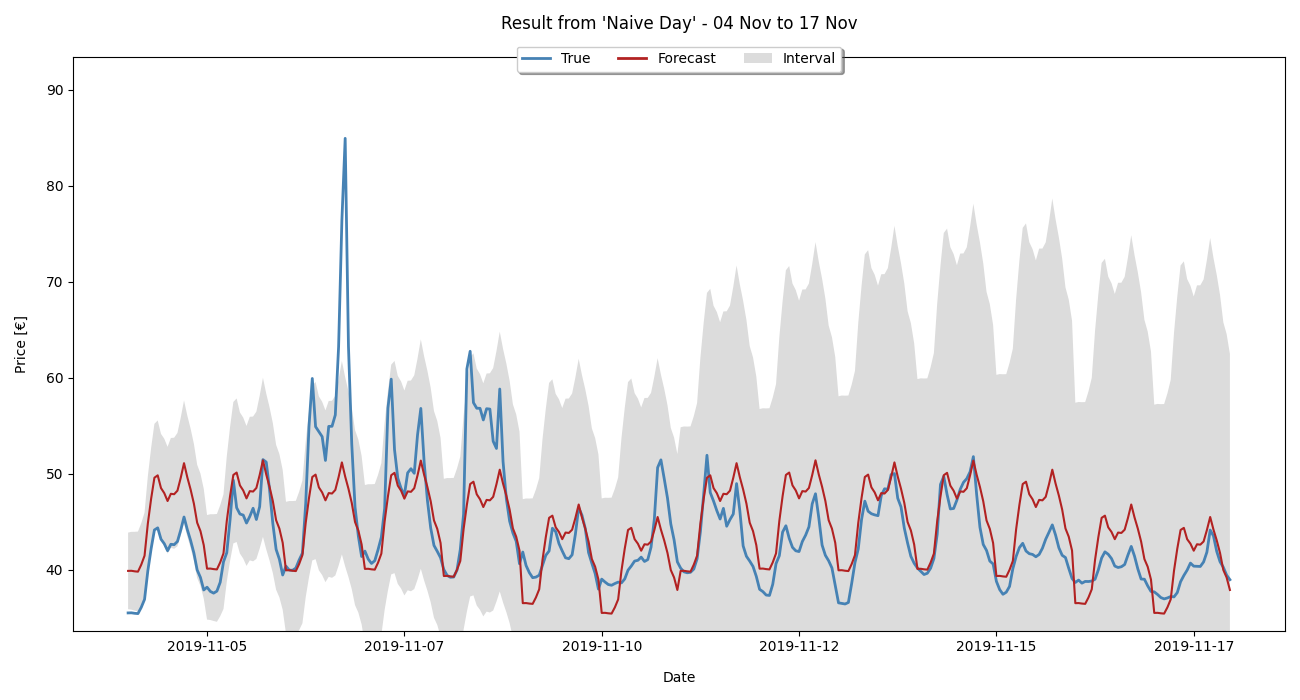 Result from 'Naive Day' - 04 Nov to 17 Nov
True Forecast Interval
90
80
70
60
50
40
Price [€]
2019-11-05 2019-11-07 2019-11-10 2019-11-12 2019-11-15 2019-11-17
Date